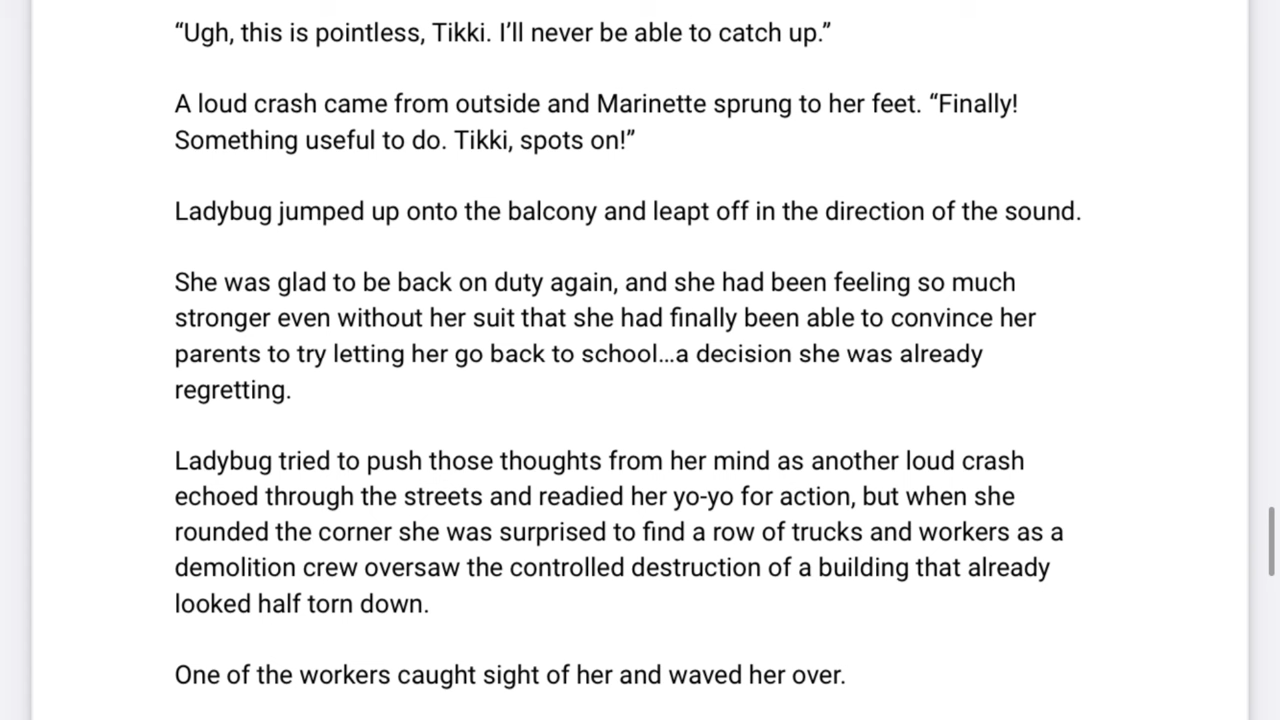 “Ugh, this is pointless, Tikki. I’ll never be able to catch up.”
A loud crash came from outside and Marinette sprung to her feet. “Finally!
Something useful to do. Tikki, spots on!”
Ladybug jumped up onto the balcony and leapt off in the direction of the sound.
She was glad to be back on duty again, and she had been feeling so much
stronger even without her suit that she had finally been able to convince her
parents to try letting her go back to school...a decision she was already
regretting.
Ladybug tried to push those thoughts from her mind as another loud crash
echoed through the streets and readied her yo-yo for action, but when she
rounded the corner she was surprised to find a row of trucks and workers as a
demolition crew oversaw the controlled destruction of a building that already
looked half torn down.
One of the workers caught sight of her and waved her over.